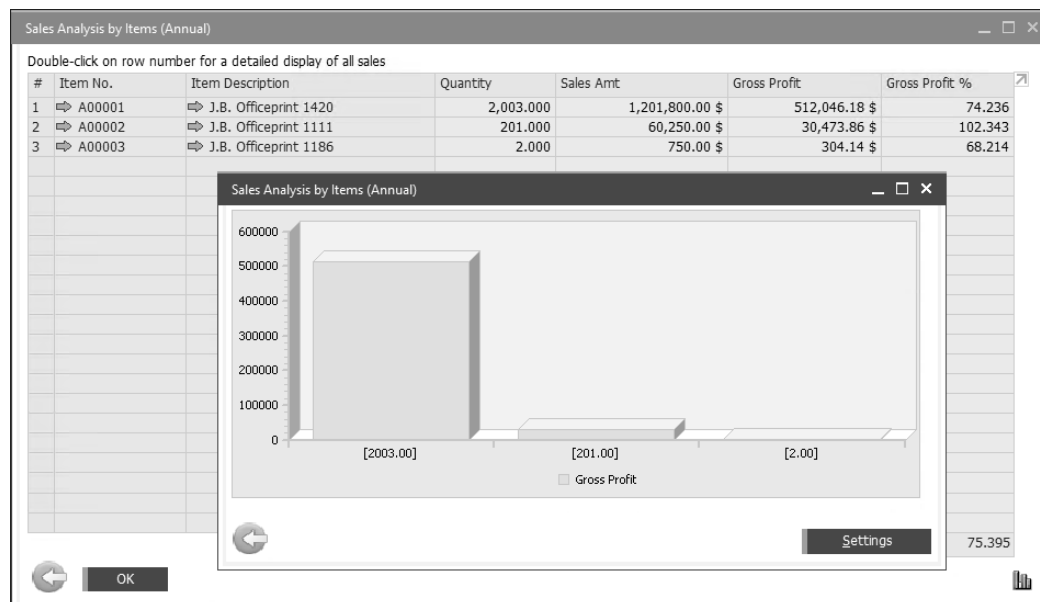 Sales Analysis by Items (Annual)
Double-click on row number for a detailed display of all sales
# Item No. Item Description Quantity Sales Amt Gross Profit Gross Profit %
1 A00001 J.B. Officeprint 1420 2,003.000 1,201,800.00 $ 512,046.18 $ 74.236
2 A00002 J.B. Officeprint 1111 201.000 60,250.00 $ 30,473.86 $ 102.343
3 A00003 J.B. Officeprint 1186 2.000 750.00 $ 304.14 $ 68.214
Sales Analysis by Items (Annual)
600000
500000
400000
300000
200000
100000
0
[2003.00] [201.00] [2.00]
Gross Profit
Settings
75.395
OK